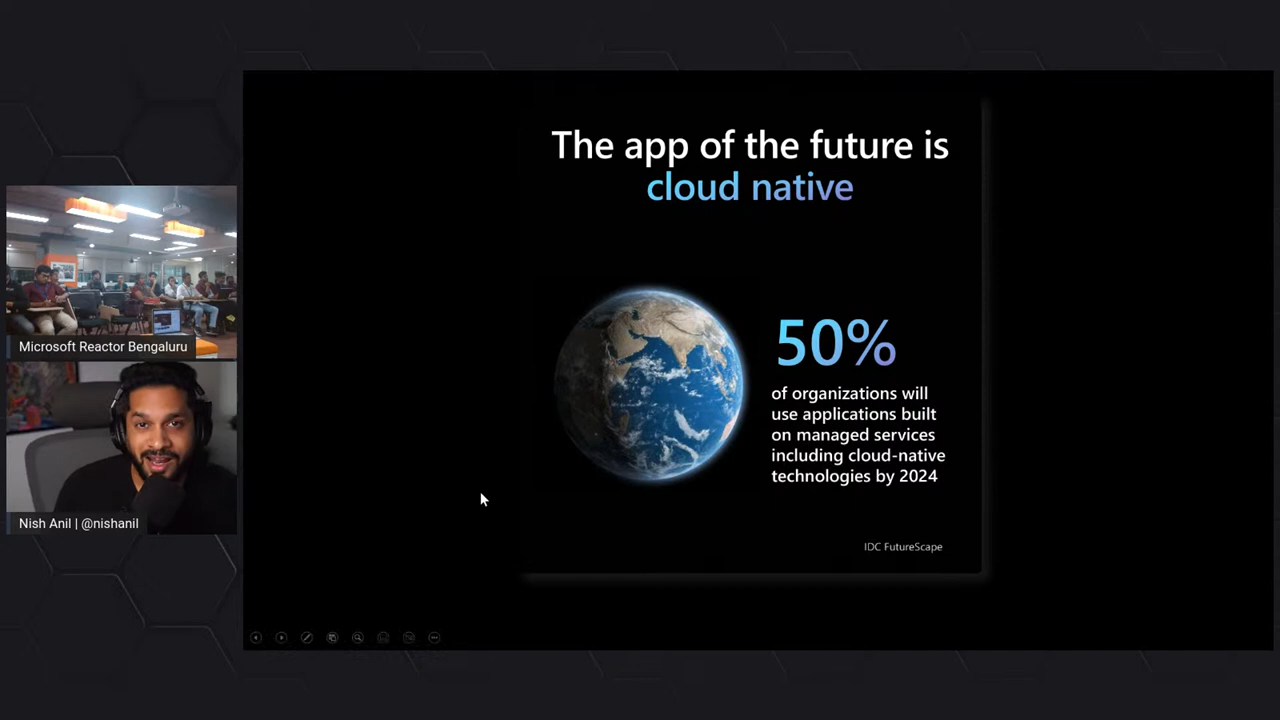 The app of the future is
cloud native
50%
of organizations will
use applications built
on managed services
including cloud-native
technologies by 2024
IDC FutureScape
Microsoft Reactor Bengaluru
Nish Anil | @nishanil